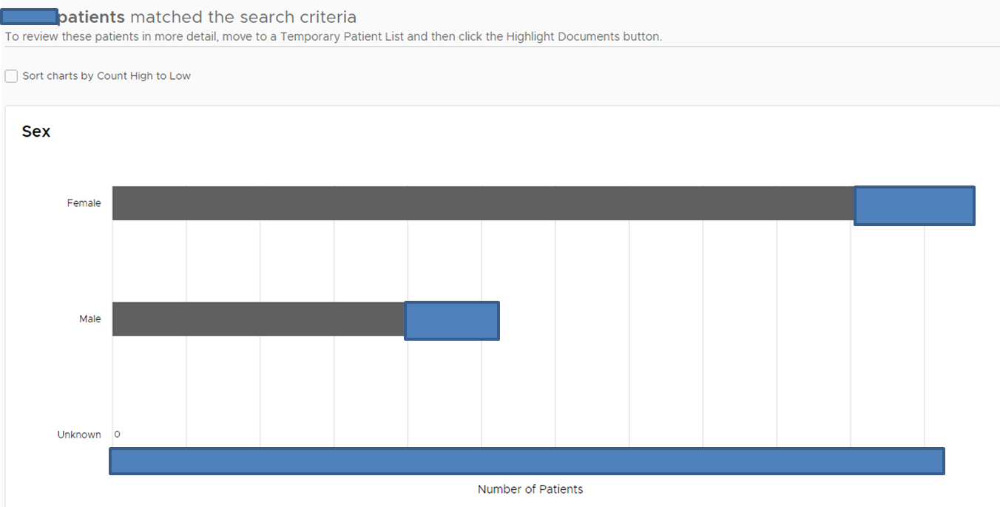 patients matched the search criteria
To review these patients in more detail, move to a Temporary Patient List and then click the Highlight Documents button.
Sort charts by Count High to Low
Sex
Female
Male
Unknown 0
Number of Patients